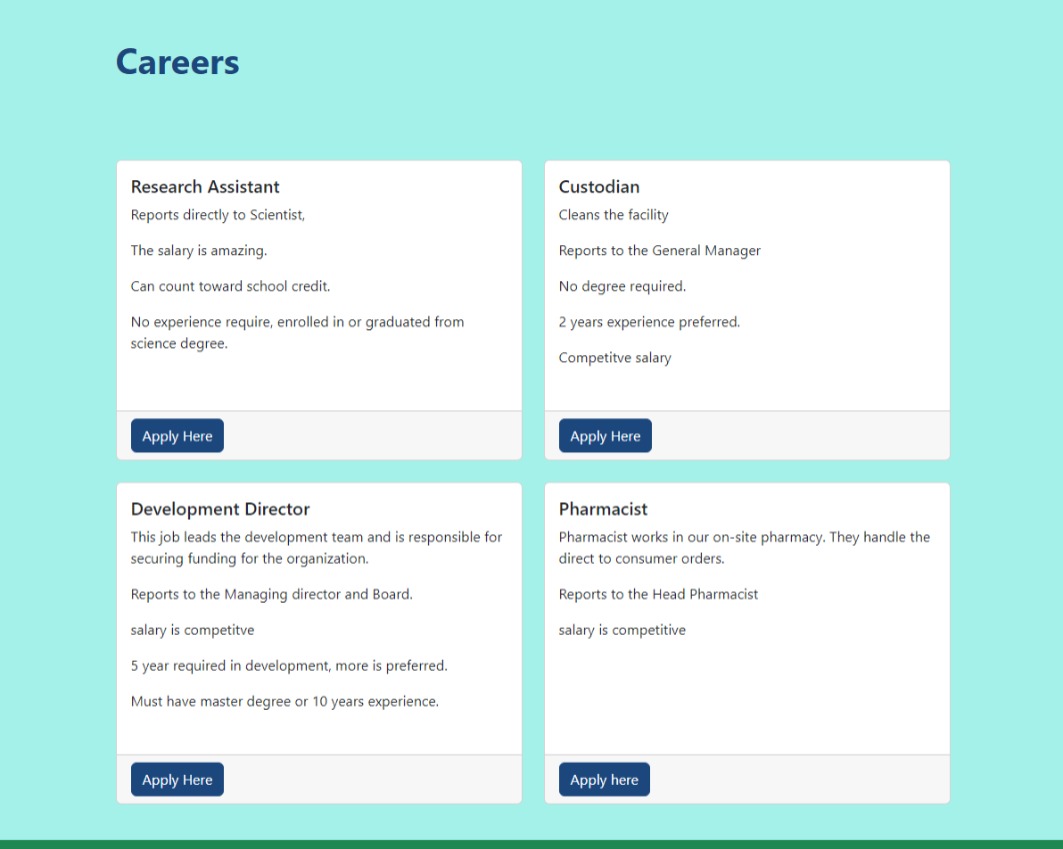 Careers
Research Assistant
Reports directly to Scientist,
The salary is amazing.
Can count toward school credit.
No experience require, enrolled in or graduated from
science degree.
Apply Here
Custodian
Cleans the facility
Reports to the General Manager
No degree required.
2 years experience preferred.
Competitve salary
Apply Here
Development Director
This job leads the development team and is responsible for
securing funding for the organization.
Reports to the Managing director and Board.
salary is competitve
5 year required in development, more is preferred.
Must have master degree or 10 years experience.
Apply Here
Pharmacist
Pharmacist works in our on-site pharmacy. They handle the
direct to consumer orders.
Reports to the Head Pharmacist
salary is competitive
Apply here